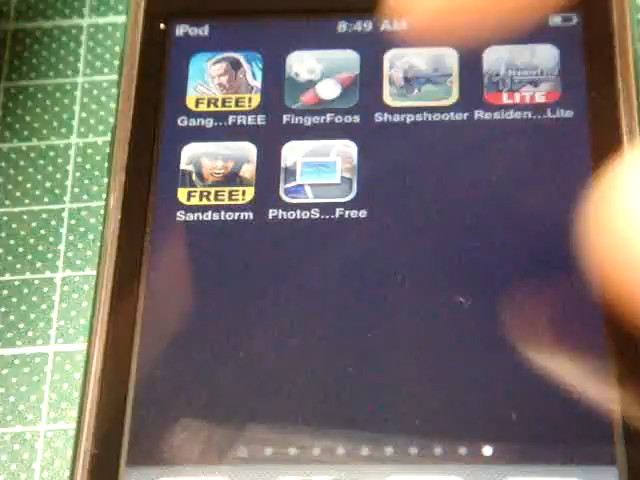 iPod 8:49 AM
FREE! LITE
Gang...FREE FingerFoos Sharpshooter Residen...Lite
FREE!
Sandstorm PhotoS...Free